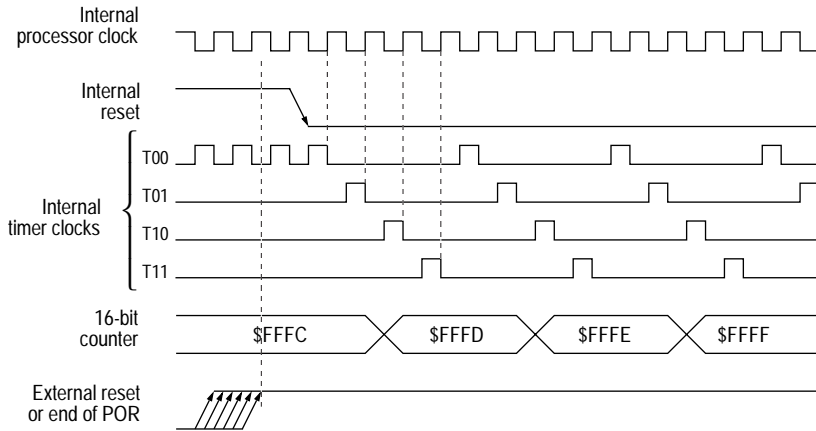 Internal
processor clock
Internal
reset
Internal
timer clocks
T00
T01
T10
T11
16-bit
counter
$FFFC
$FFFD
$FFFE
$FFFF
External reset
or end of POR